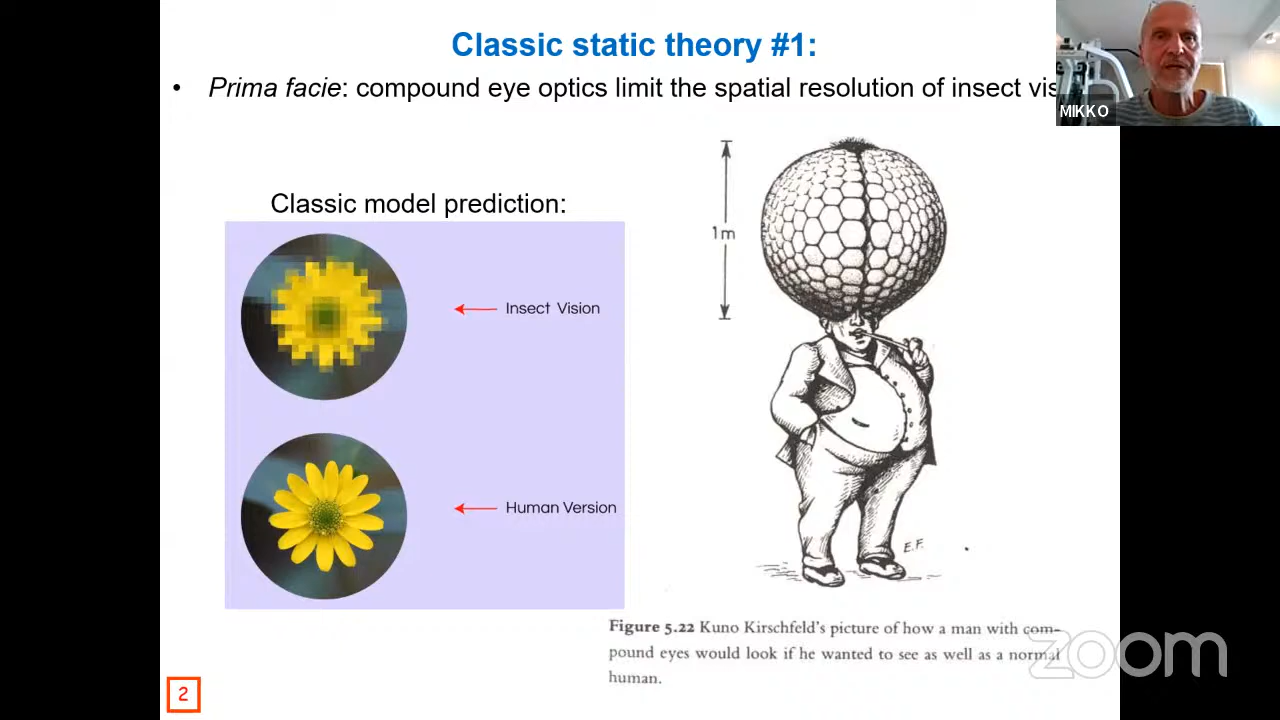 Classic static theory #1:
• Prima facie: compound eye optics limit the spatial resolution of insect
MIKKO
Classic model prediction:
1m
Insect Vision
Human Version
E.F.
Figure 5.22 Kuno Kirschfeld's picture of how a man with com-
pound eyes would look if he wanted to see as well as a normal
human.
zoom
2